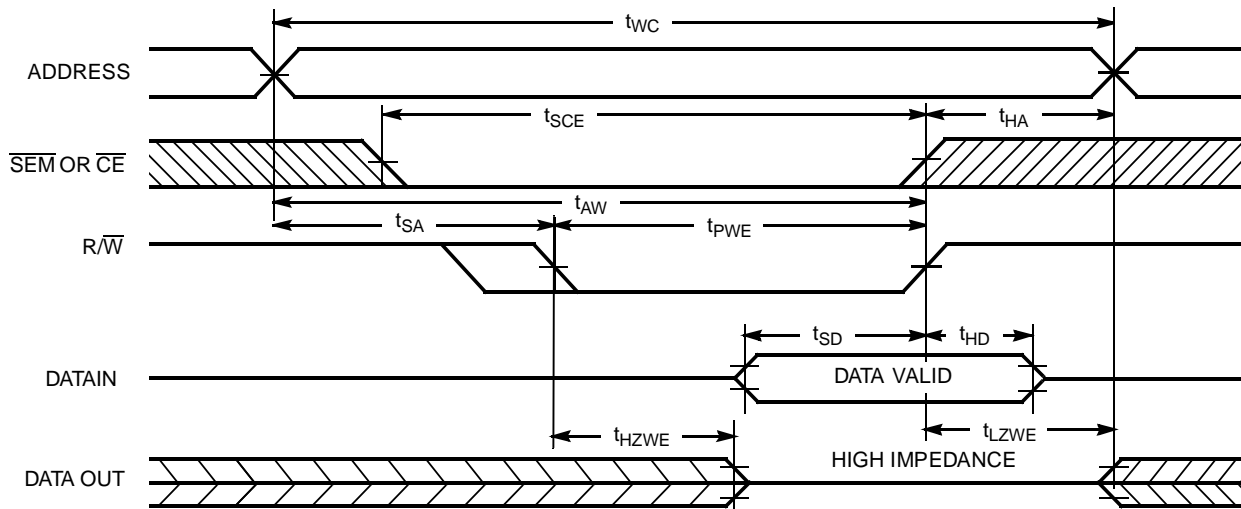 tWC
ADDRESS
tSCE
tHA
SEM OR CE
tAW
tSA
tPWE
R/W
tSD
tHD
DATAIN
DATA VALID
tHZWE
tLZWE
HIGH IMPEDANCE
DATA OUT